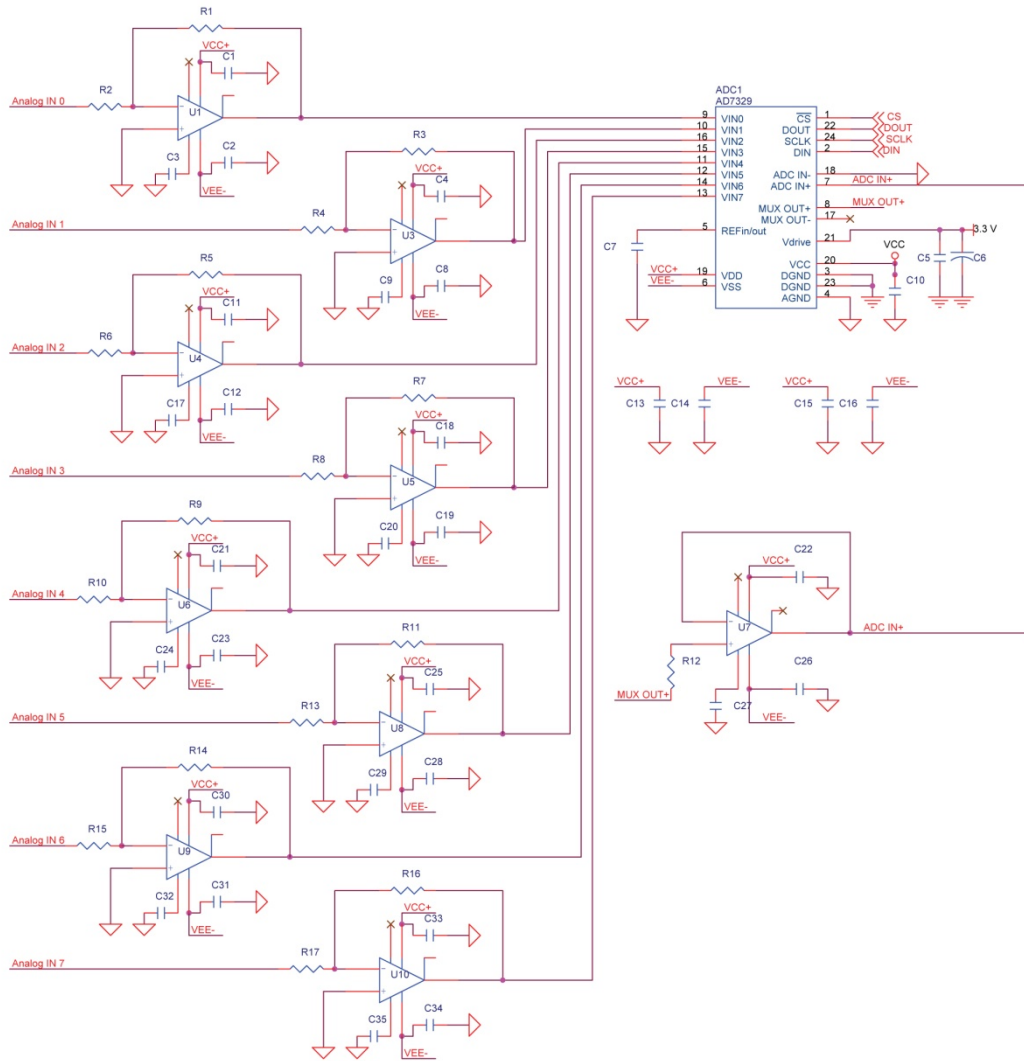 R1
VCC+
C1
R2
Analog IN 0
U1
C3
C2
VEE-
R3
VCC+
C4
R4
Analog IN 1
U3
C9
C8
VEE-
R5
VCC+
C11
R6
Analog IN 2
U4
C17
C12
VEE-
R7
VCC+
C18
R8
Analog IN 3
U5
C20
C19
VEE-
R9
VCC+
C21
R10
Analog IN 4
U6
C24
C23
VEE-
R11
VCC+
C25
R13
Analog IN 5
U8
C29
C28
VEE-
R14
VCC+
C30
R15
Analog IN 6
U9
C32
C31
VEE-
R16
VCC+
C33
R17
Analog IN 7
U10
C35
C34
VEE-
ADC1
AD7329
9 VIN0
10 VIN1
16 VIN2
15 VIN3
11 VIN4
12 VIN5
14 VIN6
13 VIN7
5 REFin/out
19 VDD
6 VSS
CS 1 CS
DOUT 22 DOUT
SCLK 24 SCLK
DIN 2 DIN
ADC IN- 18
ADC IN+ 7 ADC IN+
MUX OUT+ 8 MUX OUT+
MUX OUT- 17
Vdrive 21 3.3 V
VCC 20 VCC
DGND 3
DGND 23
AGND 4
C7
VCC+
VEE-
C5
C6
C10
VCC+
C13
VEE-
C14
VCC+
C15
VEE-
C16
VCC+
C22
U7
ADC IN+
R12
MUX OUT+
C27
C26
VEE-